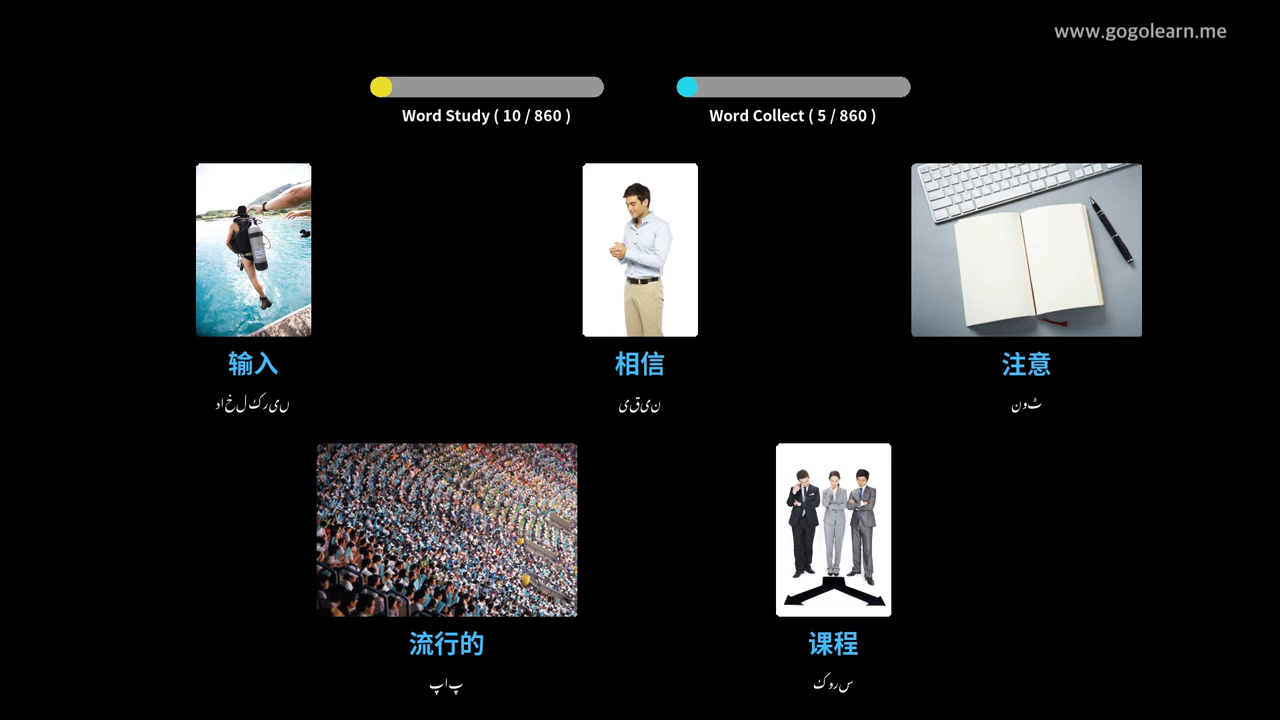 www.gogolearn.me
Word Study ( 10 / 860 )
Word Collect ( 5 / 860 )
输入
داخل کریں
相信
یقین
注意
نوٹ
流行的
پاپ
课程
کورس